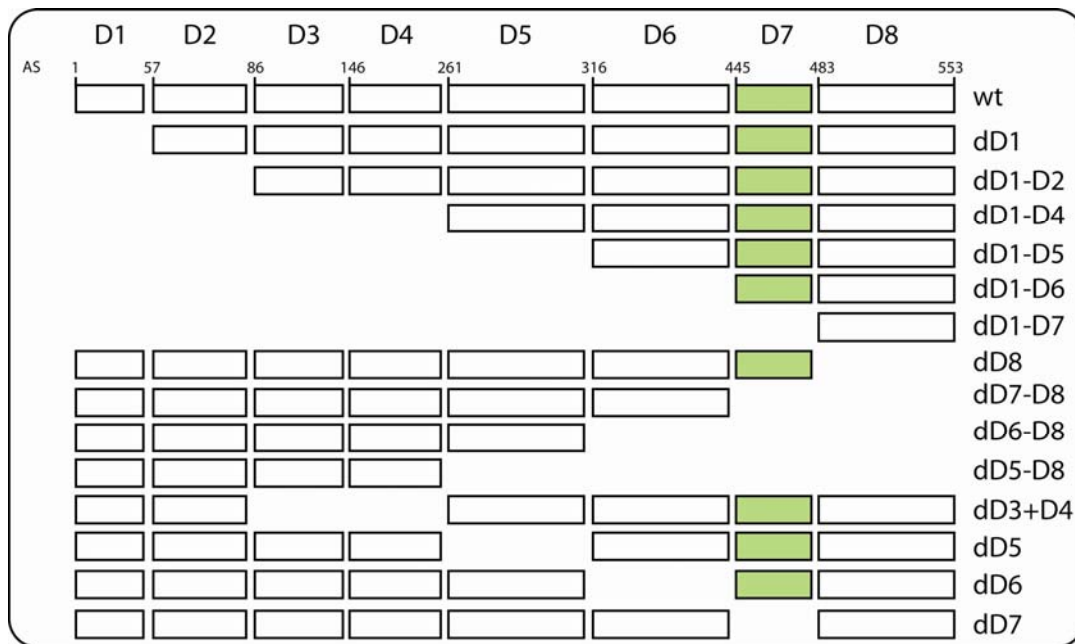 D1 D2 D3 D4 D5 D6 D7 D8
AS 1 57 86 146 261 316 445 483 553
wt
dD1
dD1-D2
dD1-D4
dD1-D5
dD1-D6
dD1-D7
dD8
dD7-D8
dD6-D8
dD5-D8
dD3+D4
dD5
dD6
dD7